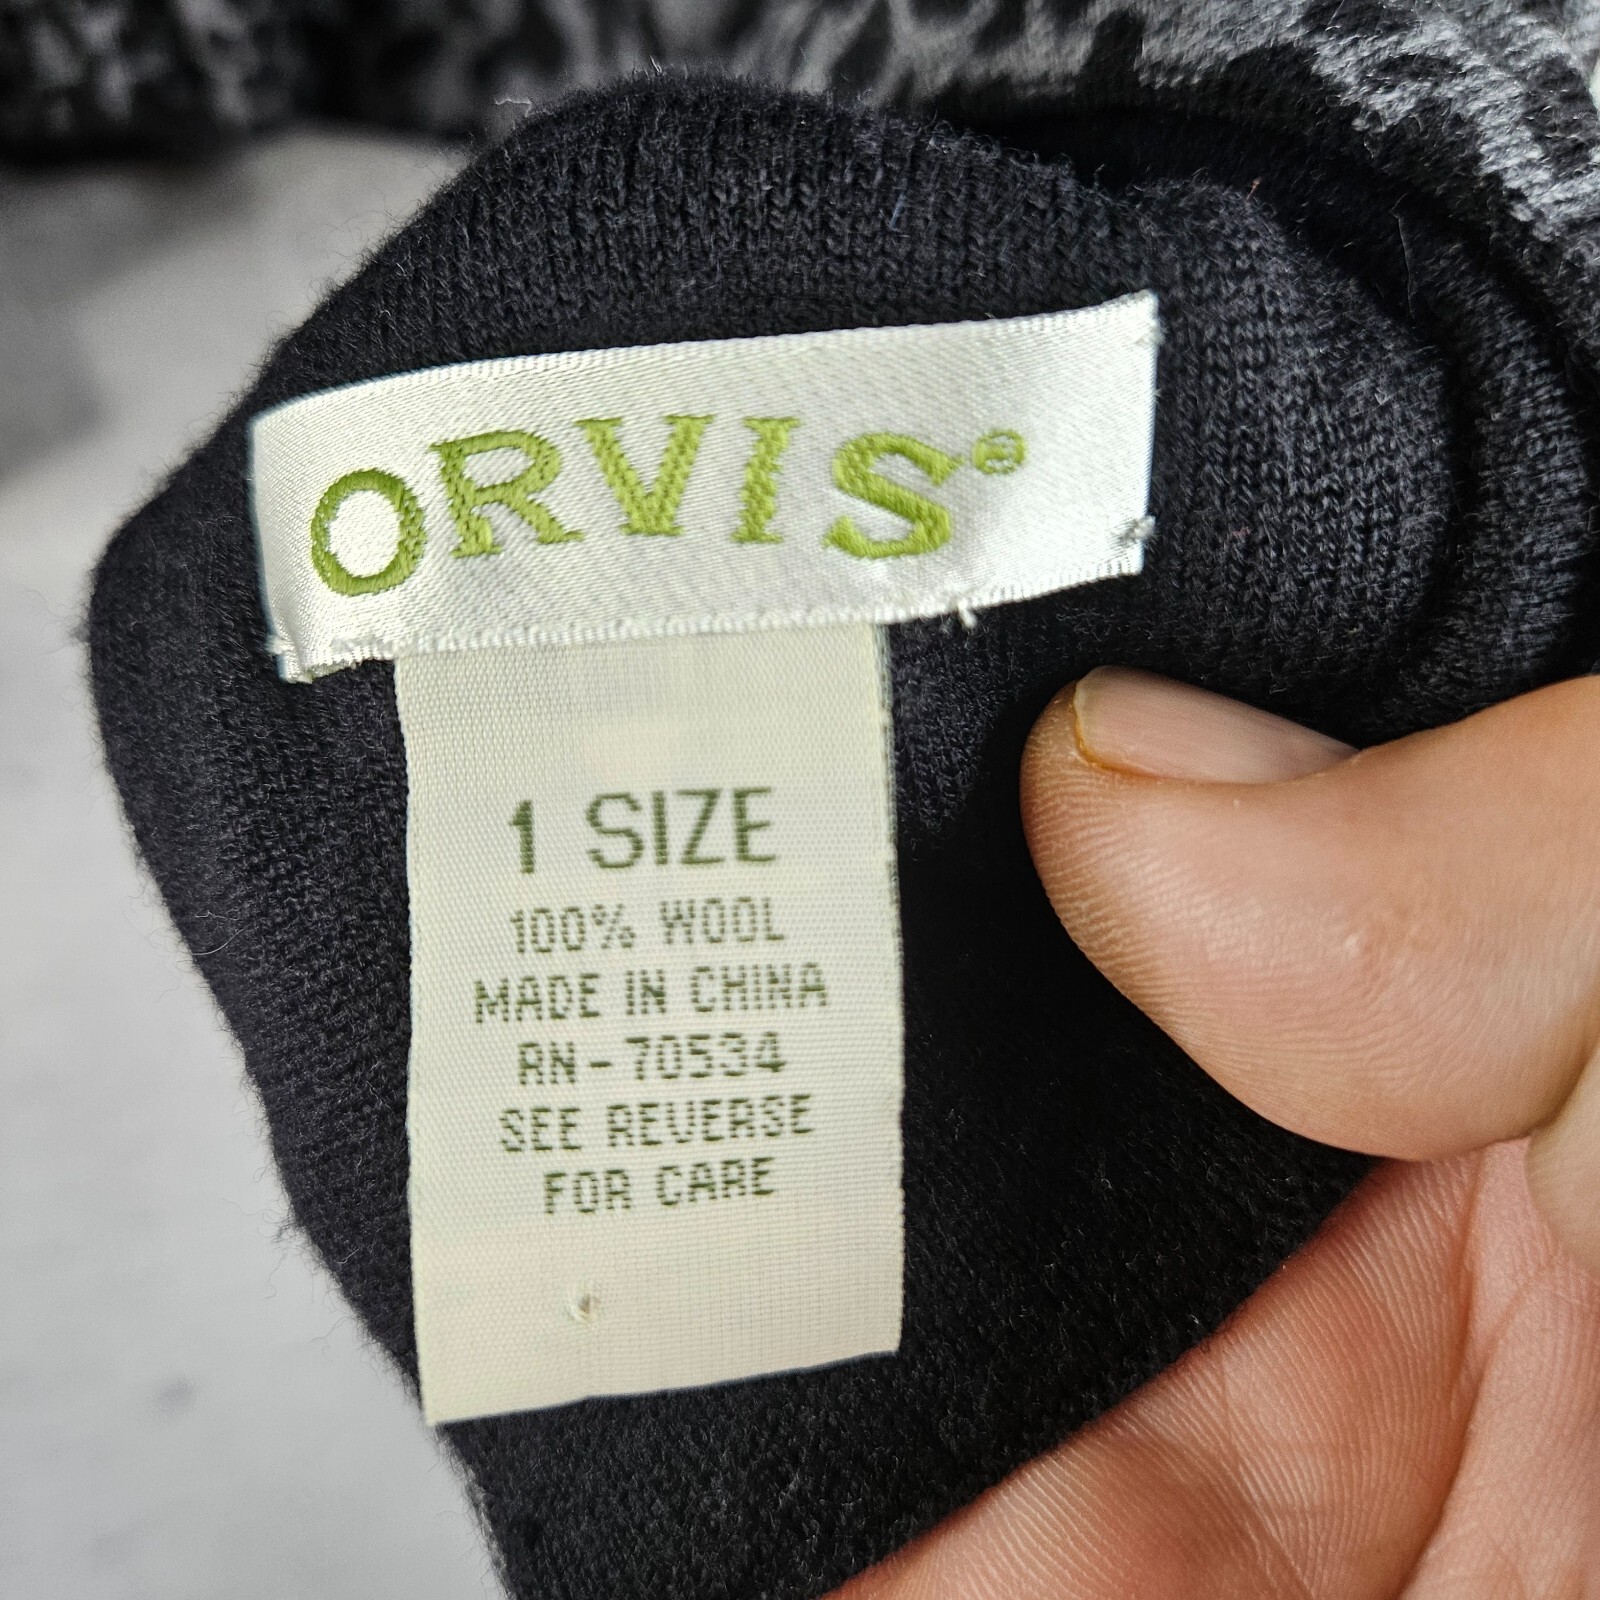 ORVIS®
1 SIZE
100% WOOL
MADE IN CHINA
RN-70534
SEE REVERSE
FOR CARE